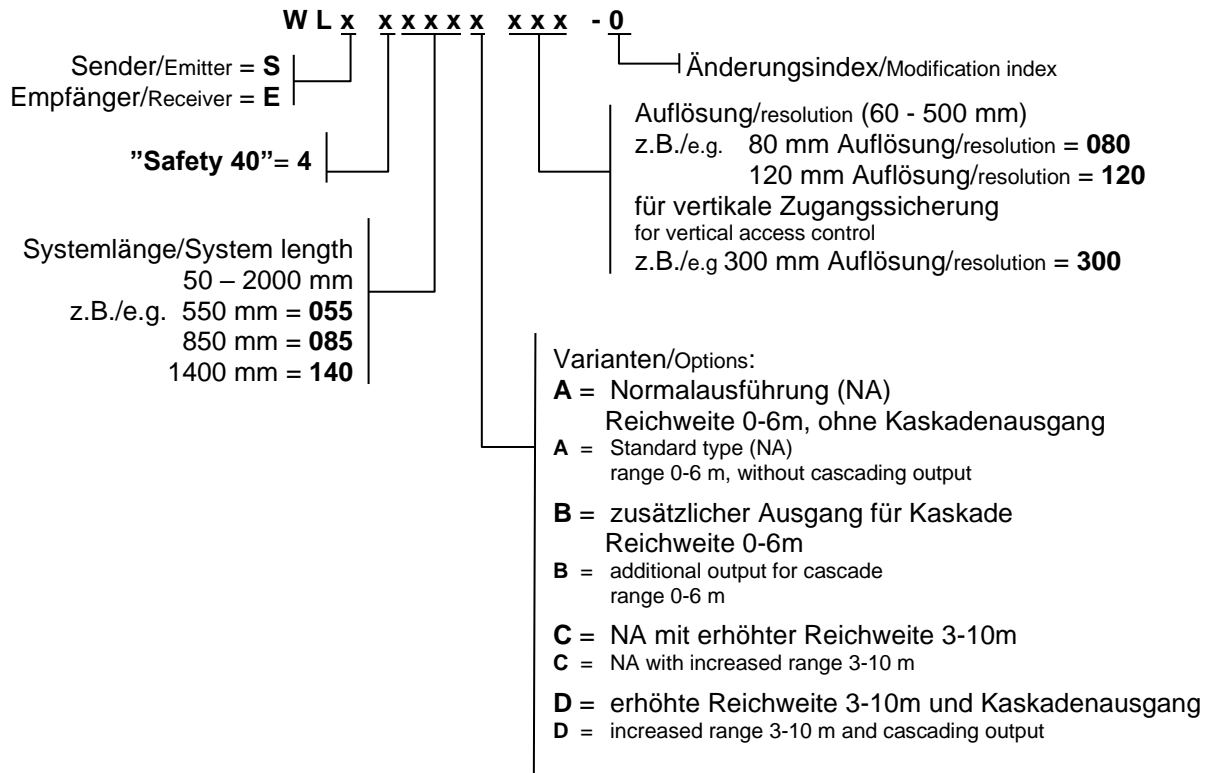 W L x x x x x x x x x - 0
Sender/Emitter = S
Empfänger/Receiver = E
”Safety 40”= 4
Systemlänge/System length
50 – 2000 mm
z.B./e.g. 550 mm = 055
850 mm = 085
1400 mm = 140
Änderungsindex/Modification index
Auflösung/resolution (60 - 500 mm)
z.B./e.g. 80 mm Auflösung/resolution = 080
120 mm Auflösung/resolution = 120
für vertikale Zugangssicherung
for vertical access control
z.B./e.g 300 mm Auflösung/resolution = 300
Varianten/Options:
A = Normalausführung (NA)
Reichweite 0-6m, ohne Kaskadenausgang
A = Standard type (NA)
range 0-6 m, without cascading output
B = zusätzlicher Ausgang für Kaskade
Reichweite 0-6m
B = additional output for cascade
range 0-6 m
C = NA mit erhöhter Reichweite 3-10m
C = NA with increased range 3-10 m
D = erhöhte Reichweite 3-10m und Kaskadenausgang
D = increased range 3-10 m and cascading output